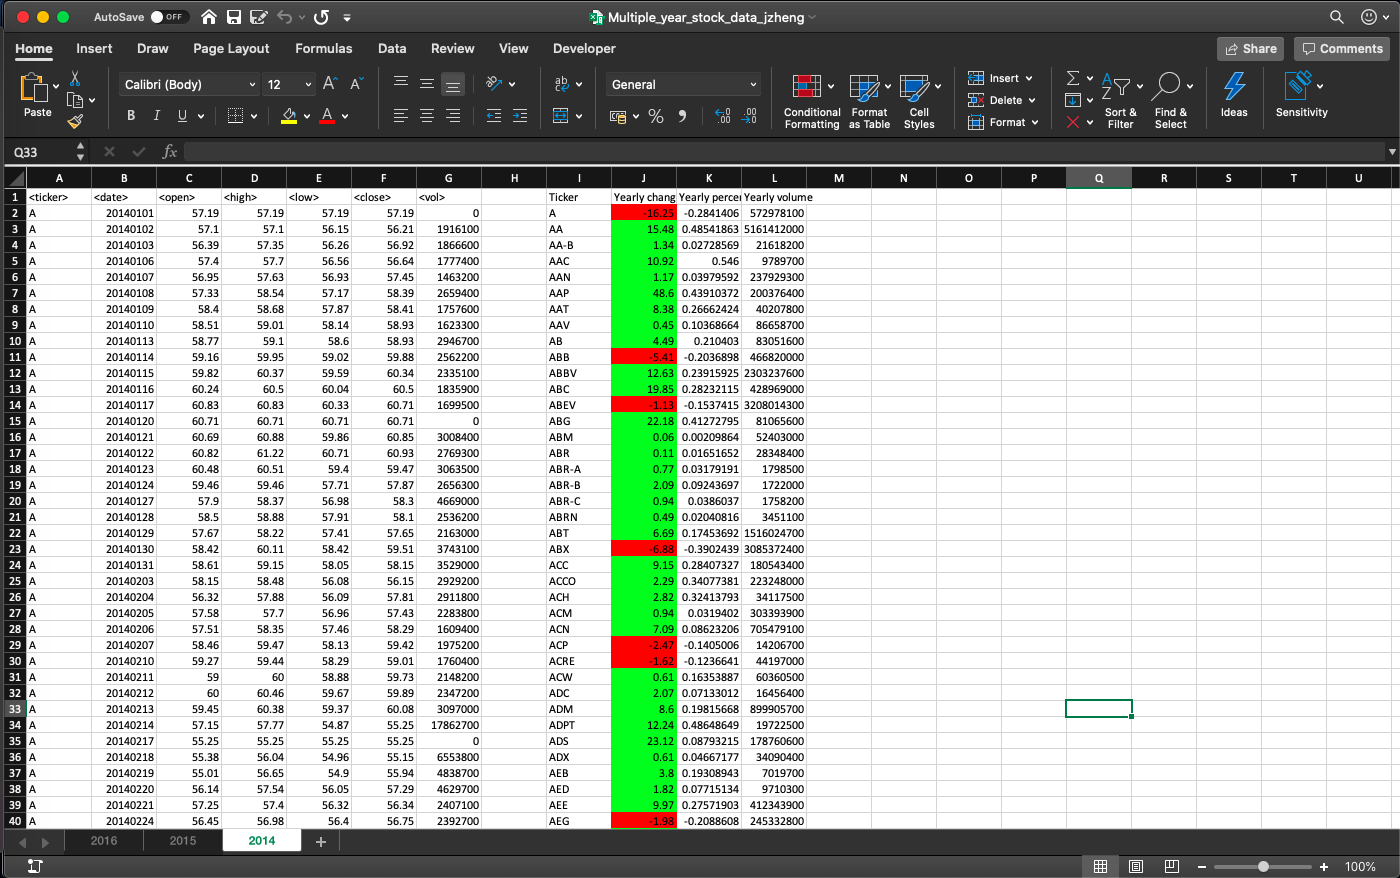 AutoSave OFF Multiple_year_stock_data_jzheng
Home Insert Draw Page Layout Formulas Data Review View Developer Share Comments
Paste Calibri (Body) 12 A A General Conditional Formatting Format as Table Cell Styles Insert Delete Format Sort & Filter Find & Select Ideas Sensitivity
B I U A ab % 
Q33 fx
A B C D E F G H I J K L M N O P Q R S T U
1 <ticker> <date> <open> <high> <low> <close> <vol> Ticker Yearly chang Yearly percer Yearly volume
2 A 20140101 57.19 57.19 57.19 57.19 0 A -16.25 -0.2841406 572978100
3 A 20140102 57.1 57.1 56.15 56.21 1916100 AA 15.48 0.48541863 5161412000
4 A 20140103 56.39 57.35 56.26 56.92 1866600 AA-B 1.34 0.02728569 21618200
5 A 20140106 57.4 57.7 56.56 56.64 1777400 AAC 10.92 0.546 9789700
6 A 20140107 56.95 57.63 56.93 57.45 1463200 AAN 1.17 0.03979592 237929300
7 A 20140108 57.33 58.54 57.17 58.39 2659400 AAP 48.6 0.43910372 200376400
8 A 20140109 58.4 58.68 57.87 58.41 1757600 AAT 8.38 0.26662424 40207800
9 A 20140110 58.51 59.01 58.14 58.93 1623300 AAV 0.45 0.10368664 86658700
10 A 20140113 58.77 59.1 58.6 58.93 2946700 AB 4.49 0.210403 83051600
11 A 20140114 59.16 59.95 59.02 59.88 2562200 ABB -5.41 -0.2036898 466820000
12 A 20140115 59.82 60.37 59.59 60.34 2335100 ABBV 12.63 0.23915925 2303237600
13 A 20140116 60.24 60.5 60.04 60.5 1835900 ABC 19.85 0.28232115 428969000
14 A 20140117 60.83 60.83 60.33 60.71 1699500 ABEV -1.13 -0.1537415 3208014300
15 A 20140120 60.71 60.71 60.71 60.71 0 ABG 22.18 0.41272795 81065600
16 A 20140121 60.69 60.88 59.86 60.85 3008400 ABM 0.06 0.00209864 52403000
17 A 20140122 60.82 61.22 60.71 60.93 2769300 ABR 0.11 0.01651652 28348400
18 A 20140123 60.48 60.51 59.4 59.47 3063500 ABR-A 0.77 0.03179191 1798500
19 A 20140124 59.46 59.46 57.71 57.87 2656300 ABR-B 2.09 0.09243697 1722000
20 A 20140127 57.9 58.37 56.98 58.3 4669000 ABR-C 0.94 0.0386037 1758200
21 A 20140128 58.5 58.88 57.91 58.1 2536200 ABRN 0.49 0.02040816 3451100
22 A 20140129 57.67 58.22 57.41 57.65 2163000 ABT 6.69 0.17453692 1516024700
23 A 20140130 58.42 60.11 58.42 59.51 3743100 ABX -6.88 -0.3902439 3085372400
24 A 20140131 58.61 59.15 58.05 58.15 3529000 ACC 9.15 0.28407327 180543400
25 A 20140203 58.15 58.48 56.08 56.15 2929200 ACCO 2.29 0.34077381 223248000
26 A 20140204 56.32 57.88 56.09 57.81 2911800 ACH 2.82 0.32413793 34117500
27 A 20140205 57.58 57.7 56.96 57.43 2283800 ACM 0.94 0.0319402 303393900
28 A 20140206 57.51 58.35 57.46 58.29 1609400 ACN 7.09 0.08623206 705479100
29 A 20140207 58.46 59.47 58.13 59.42 1975200 ACP -2.47 -0.1405006 14206700
30 A 20140210 59.27 59.44 58.29 59.01 1760400 ACRE -1.62 -0.1236641 44197000
31 A 20140211 59 60 58.88 59.73 2148200 ACW 0.61 0.16353887 60360500
32 A 20140212 60 60.46 59.67 59.89 2347200 ADC 2.07 0.07133012 16456400
33 A 20140213 59.45 60.38 59.37 60.08 3097000 ADM 8.6 0.19815668 899905700
34 A 20140214 57.15 57.77 54.87 55.25 17862700 ADPT 12.24 0.48648649 19722500
35 A 20140217 55.25 55.25 55.25 55.25 0 ADS 23.12 0.08793215 178760600
36 A 20140218 55.38 56.04 54.96 55.15 6553800 ADX 0.61 0.04667177 34090400
37 A 20140219 55.01 56.65 54.9 55.94 4838700 AEB 3.8 0.19308943 7019700
38 A 20140220 56.14 57.54 56.05 57.29 4629700 AED 1.82 0.07715134 9710300
39 A 20140221 57.25 57.4 56.32 56.34 2407100 AEE 9.97 0.27571903 412343900
40 A 20140224 56.45 56.98 56.4 56.75 2392700 AEG -1.98 -0.2088608 245332800
2016 2015 2014 +
100%